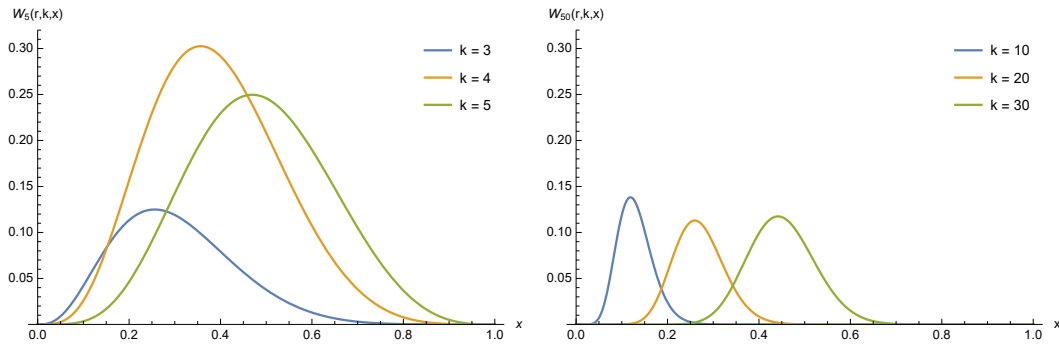 W5(r,k,x)
0.30
0.25
0.20
0.15
0.10
0.05
0.0 0.2 0.4 0.6 0.8 1.0 x
k = 3
k = 4
k = 5
W50(r,k,x)
0.30
0.25
0.20
0.15
0.10
0.05
0.0 0.2 0.4 0.6 0.8 1.0 x
k = 10
k = 20
k = 30